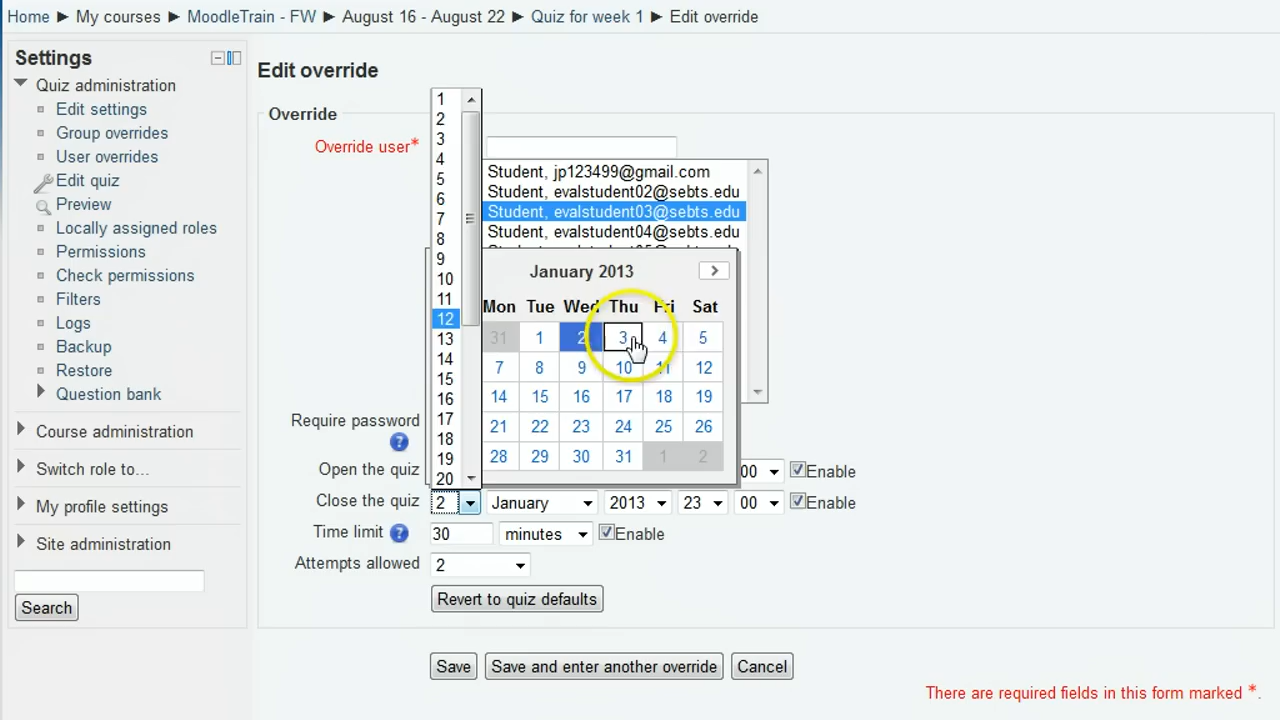 Home ► My courses ► MoodleTrain - FW ► August 16 - August 22 ► Quiz for week 1 ► Edit override
Settings
Quiz administration
Edit settings
Group overrides
User overrides
Edit quiz
Preview
Locally assigned roles
Permissions
Check permissions
Filters
Logs
Backup
Restore
Question bank
Course administration
Switch role to...
My profile settings
Site administration
Search
Edit override
Override
Override user*
Student, jp123499@gmail.com
Student, evalstudent02@sebts.edu
Student, evalstudent03@sebts.edu
Student, evalstudent04@sebts.edu
1
2
3
4
5
6
7
8
9
10
11
12
13
14
15
16
17
18
19
20
January 2013
Mon Tue Wed Thu Fri Sat
31 1 2 3 4 5
7 8 9 10 11 12
14 15 16 17 18 19
21 22 23 24 25 26
28 29 30 31 1 2
Require password
Open the quiz 00 Enable
Close the quiz 2 January 2013 23 00 Enable
Time limit 30 minutes Enable
Attempts allowed 2
Revert to quiz defaults
Save Save and enter another override Cancel
There are required fields in this form marked *.